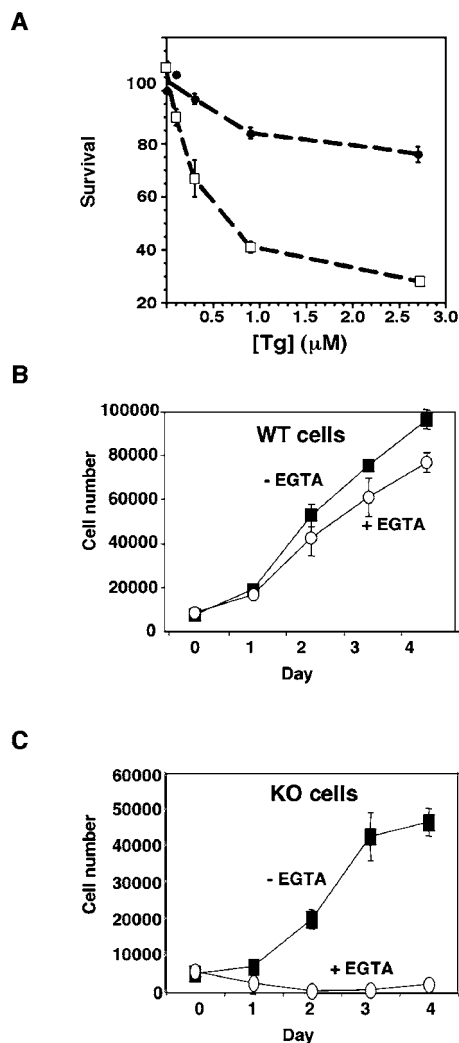 A
Survival
100
80
60
40
20
0.5
1.0
1.5
2.0
2.5
3.0
[Tg] (μM)
B
Cell number
100000
80000
60000
40000
20000
0
WT cells
- EGTA
+ EGTA
0
1
2
3
4
Day
C
Cell number
60000
50000
40000
30000
20000
10000
0
KO cells
- EGTA
+ EGTA
0
1
2
3
4
Day